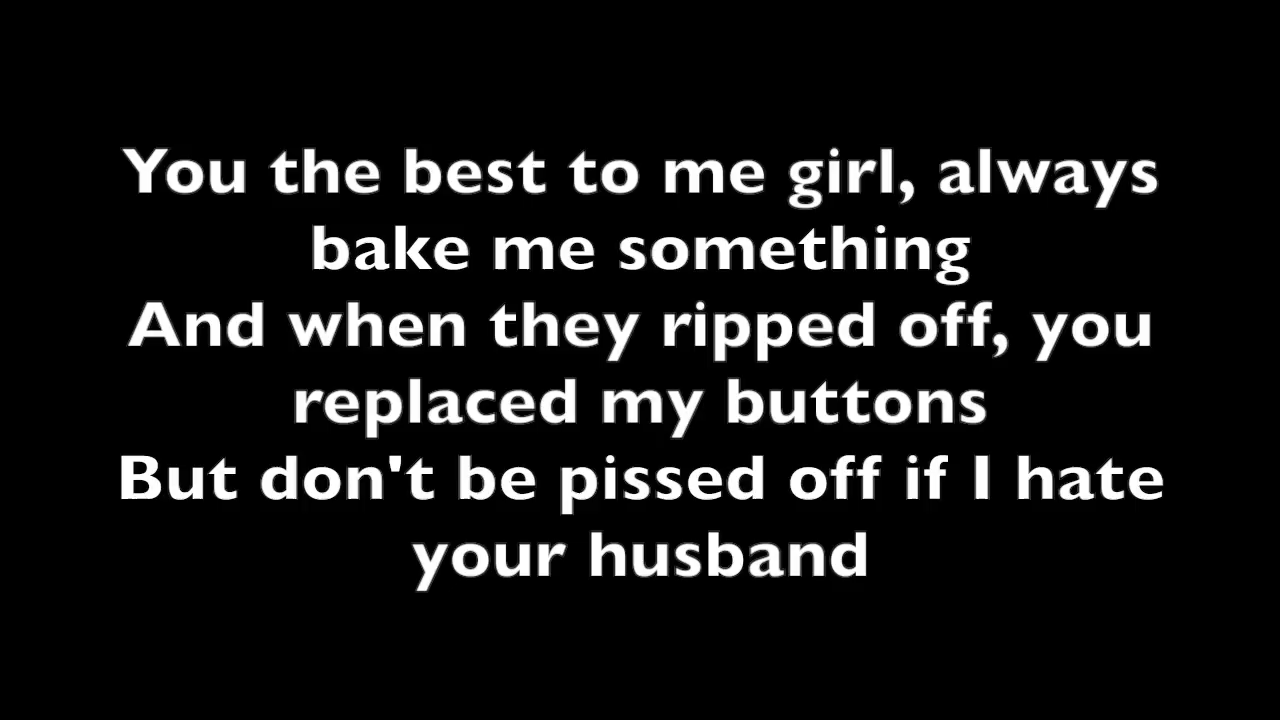 You the best to me girl, always
bake me something
And when they ripped off, you
replaced my buttons
But don't be pissed off if I hate
your husband